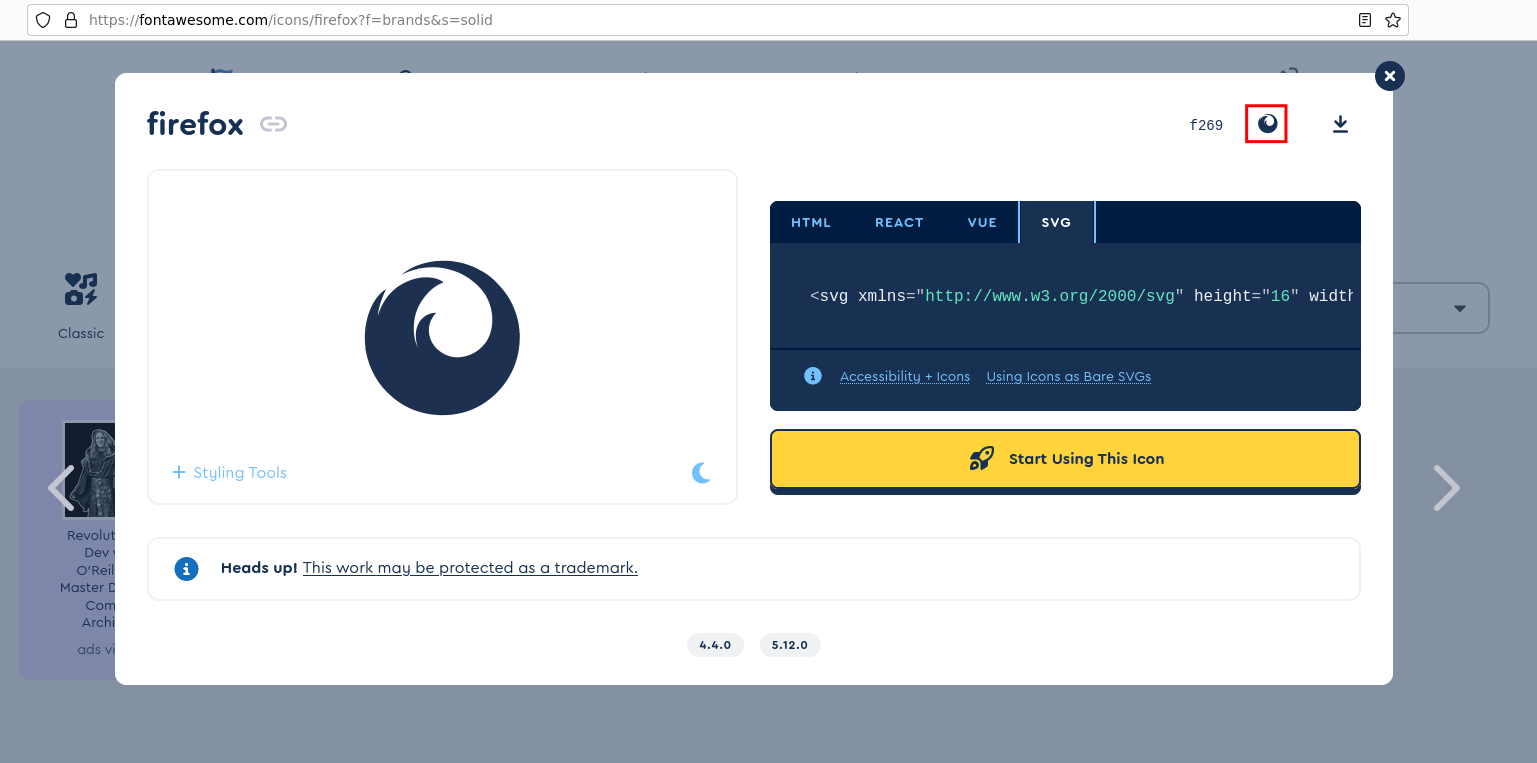 https://fontawesome.com/icons/firefox?f=brands&s=solid
firefox
f269
HTML REACT VUE SVG
<svg xmlns="http://www.w3.org/2000/svg" height="16" width
Accessibility + Icons Using Icons as Bare SVGs
Start Using This Icon
+ Styling Tools
Heads up! This work may be protected as a trademark.
4.4.0 5.12.0
Classic
Revolut
Dev
O'Reil
Master D
Com
Archi
ads vi